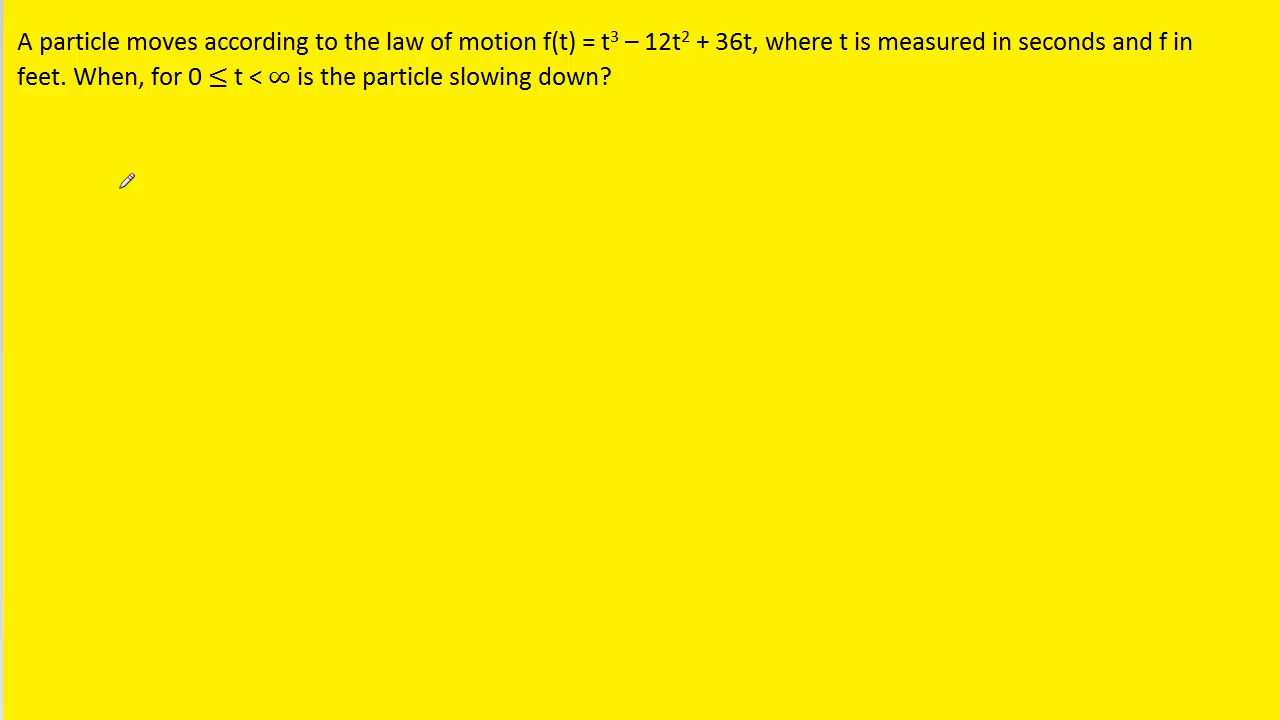 A particle moves according to the law of motion f(t) = t³ – 12t² + 36t, where t is measured in seconds and f in
feet. When, for 0 ≤ t < ∞ is the particle slowing down?